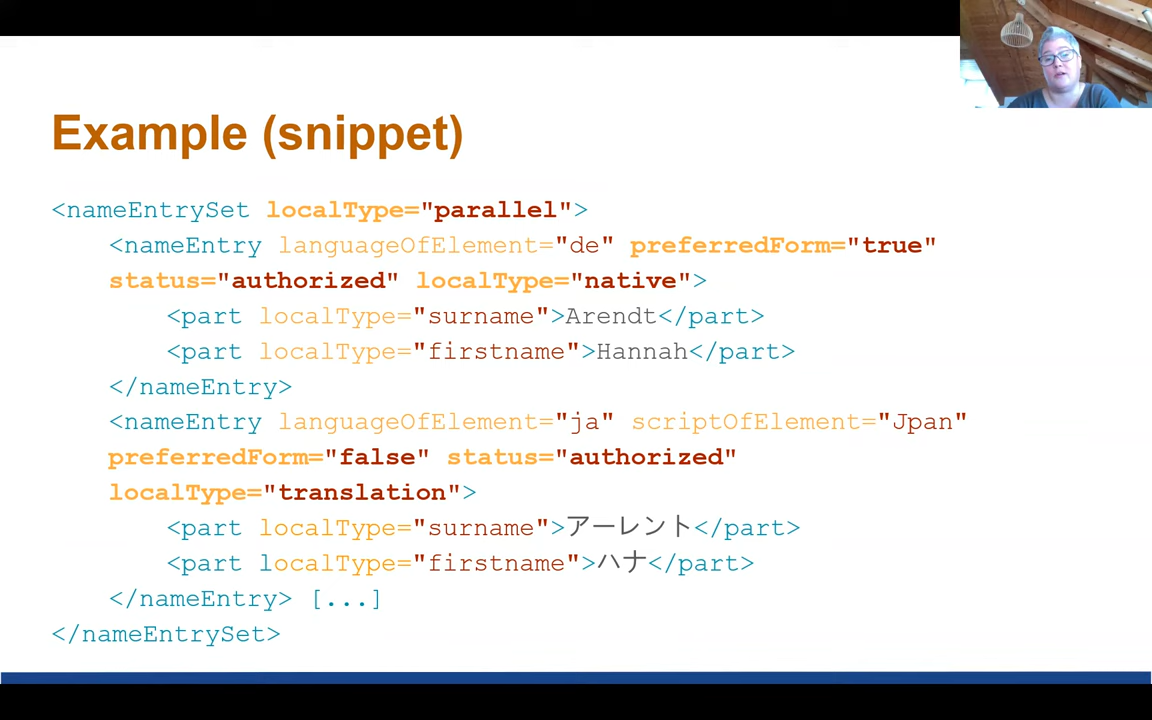 Example (snippet)
<nameEntrySet localType="parallel">
<nameEntry languageOfElement="de" preferredForm="true"
status="authorized" localType="native">
<part localType="surname">Arendt</part>
<part localType="firstname">Hannah</part>
</nameEntry>
<nameEntry languageOfElement="ja" scriptOfElement="Jpan"
preferredForm="false" status="authorized"
localType="translation">
<part localType="surname">アーレント</part>
<part localType="firstname">ハナ</part>
</nameEntry> [...]
</nameEntrySet>